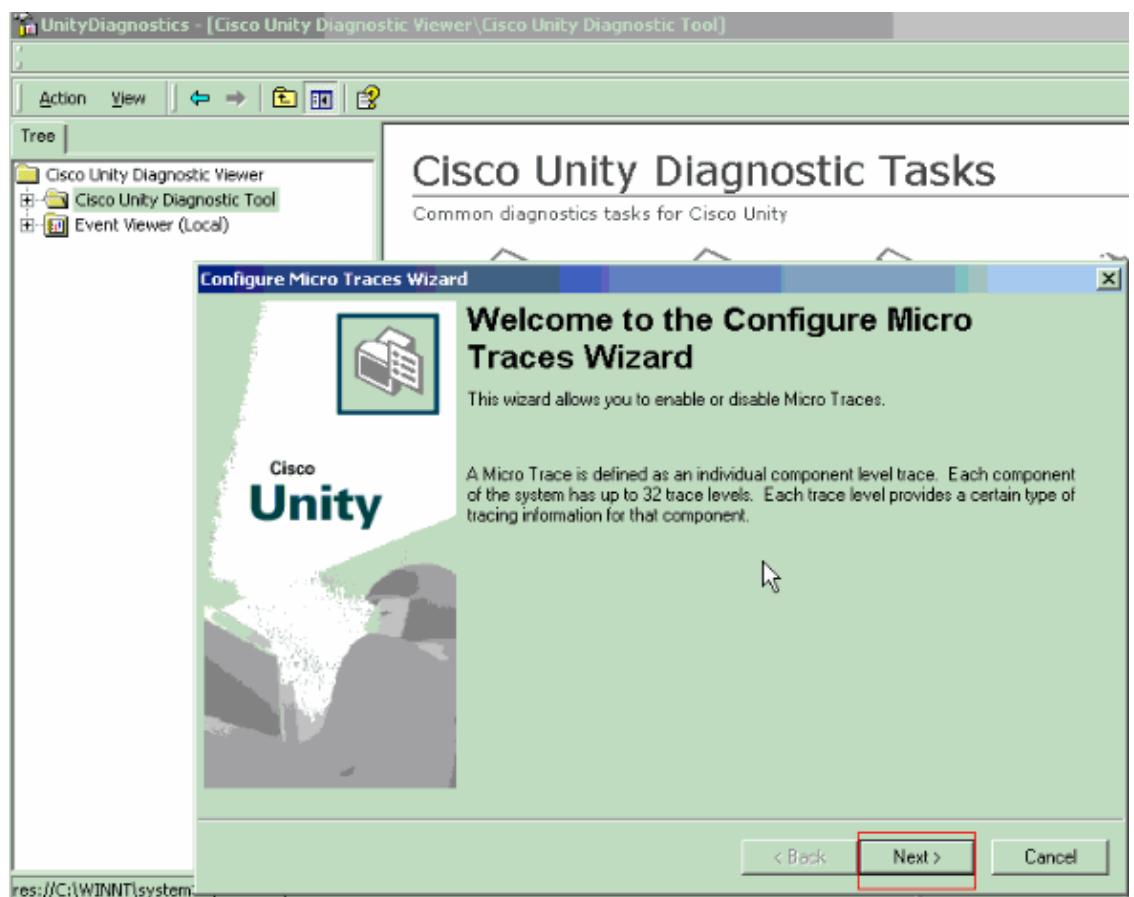 UnityDiagnostics - [Cisco Unity Diagnostic Viewer\Cisco Unity Diagnostic Tool]
Action View
Tree
Cisco Unity Diagnostic Viewer
Cisco Unity Diagnostic Tool
Event Viewer (Local)
Cisco Unity Diagnostic Tasks
Common diagnostics tasks for Cisco Unity
Configure Micro Traces Wizard
Welcome to the Configure Micro
Traces Wizard
This wizard allows you to enable or disable Micro Traces.
A Micro Trace is defined as an individual component level trace. Each component
of the system has up to 32 trace levels. Each trace level provides a certain type of
tracing information for that component.
Cisco
Unity
< Back Next > Cancel
res://C:\WINNT\system